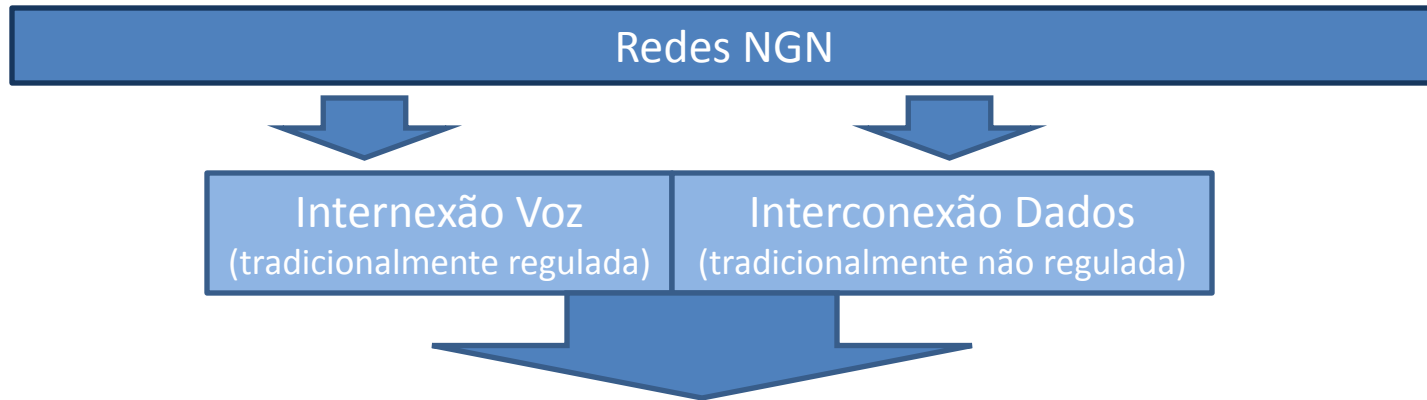 Redes NGN
Internexão Voz
(tradicionalmente regulada)
Interconexão Dados
(tradicionalmente não regulada)